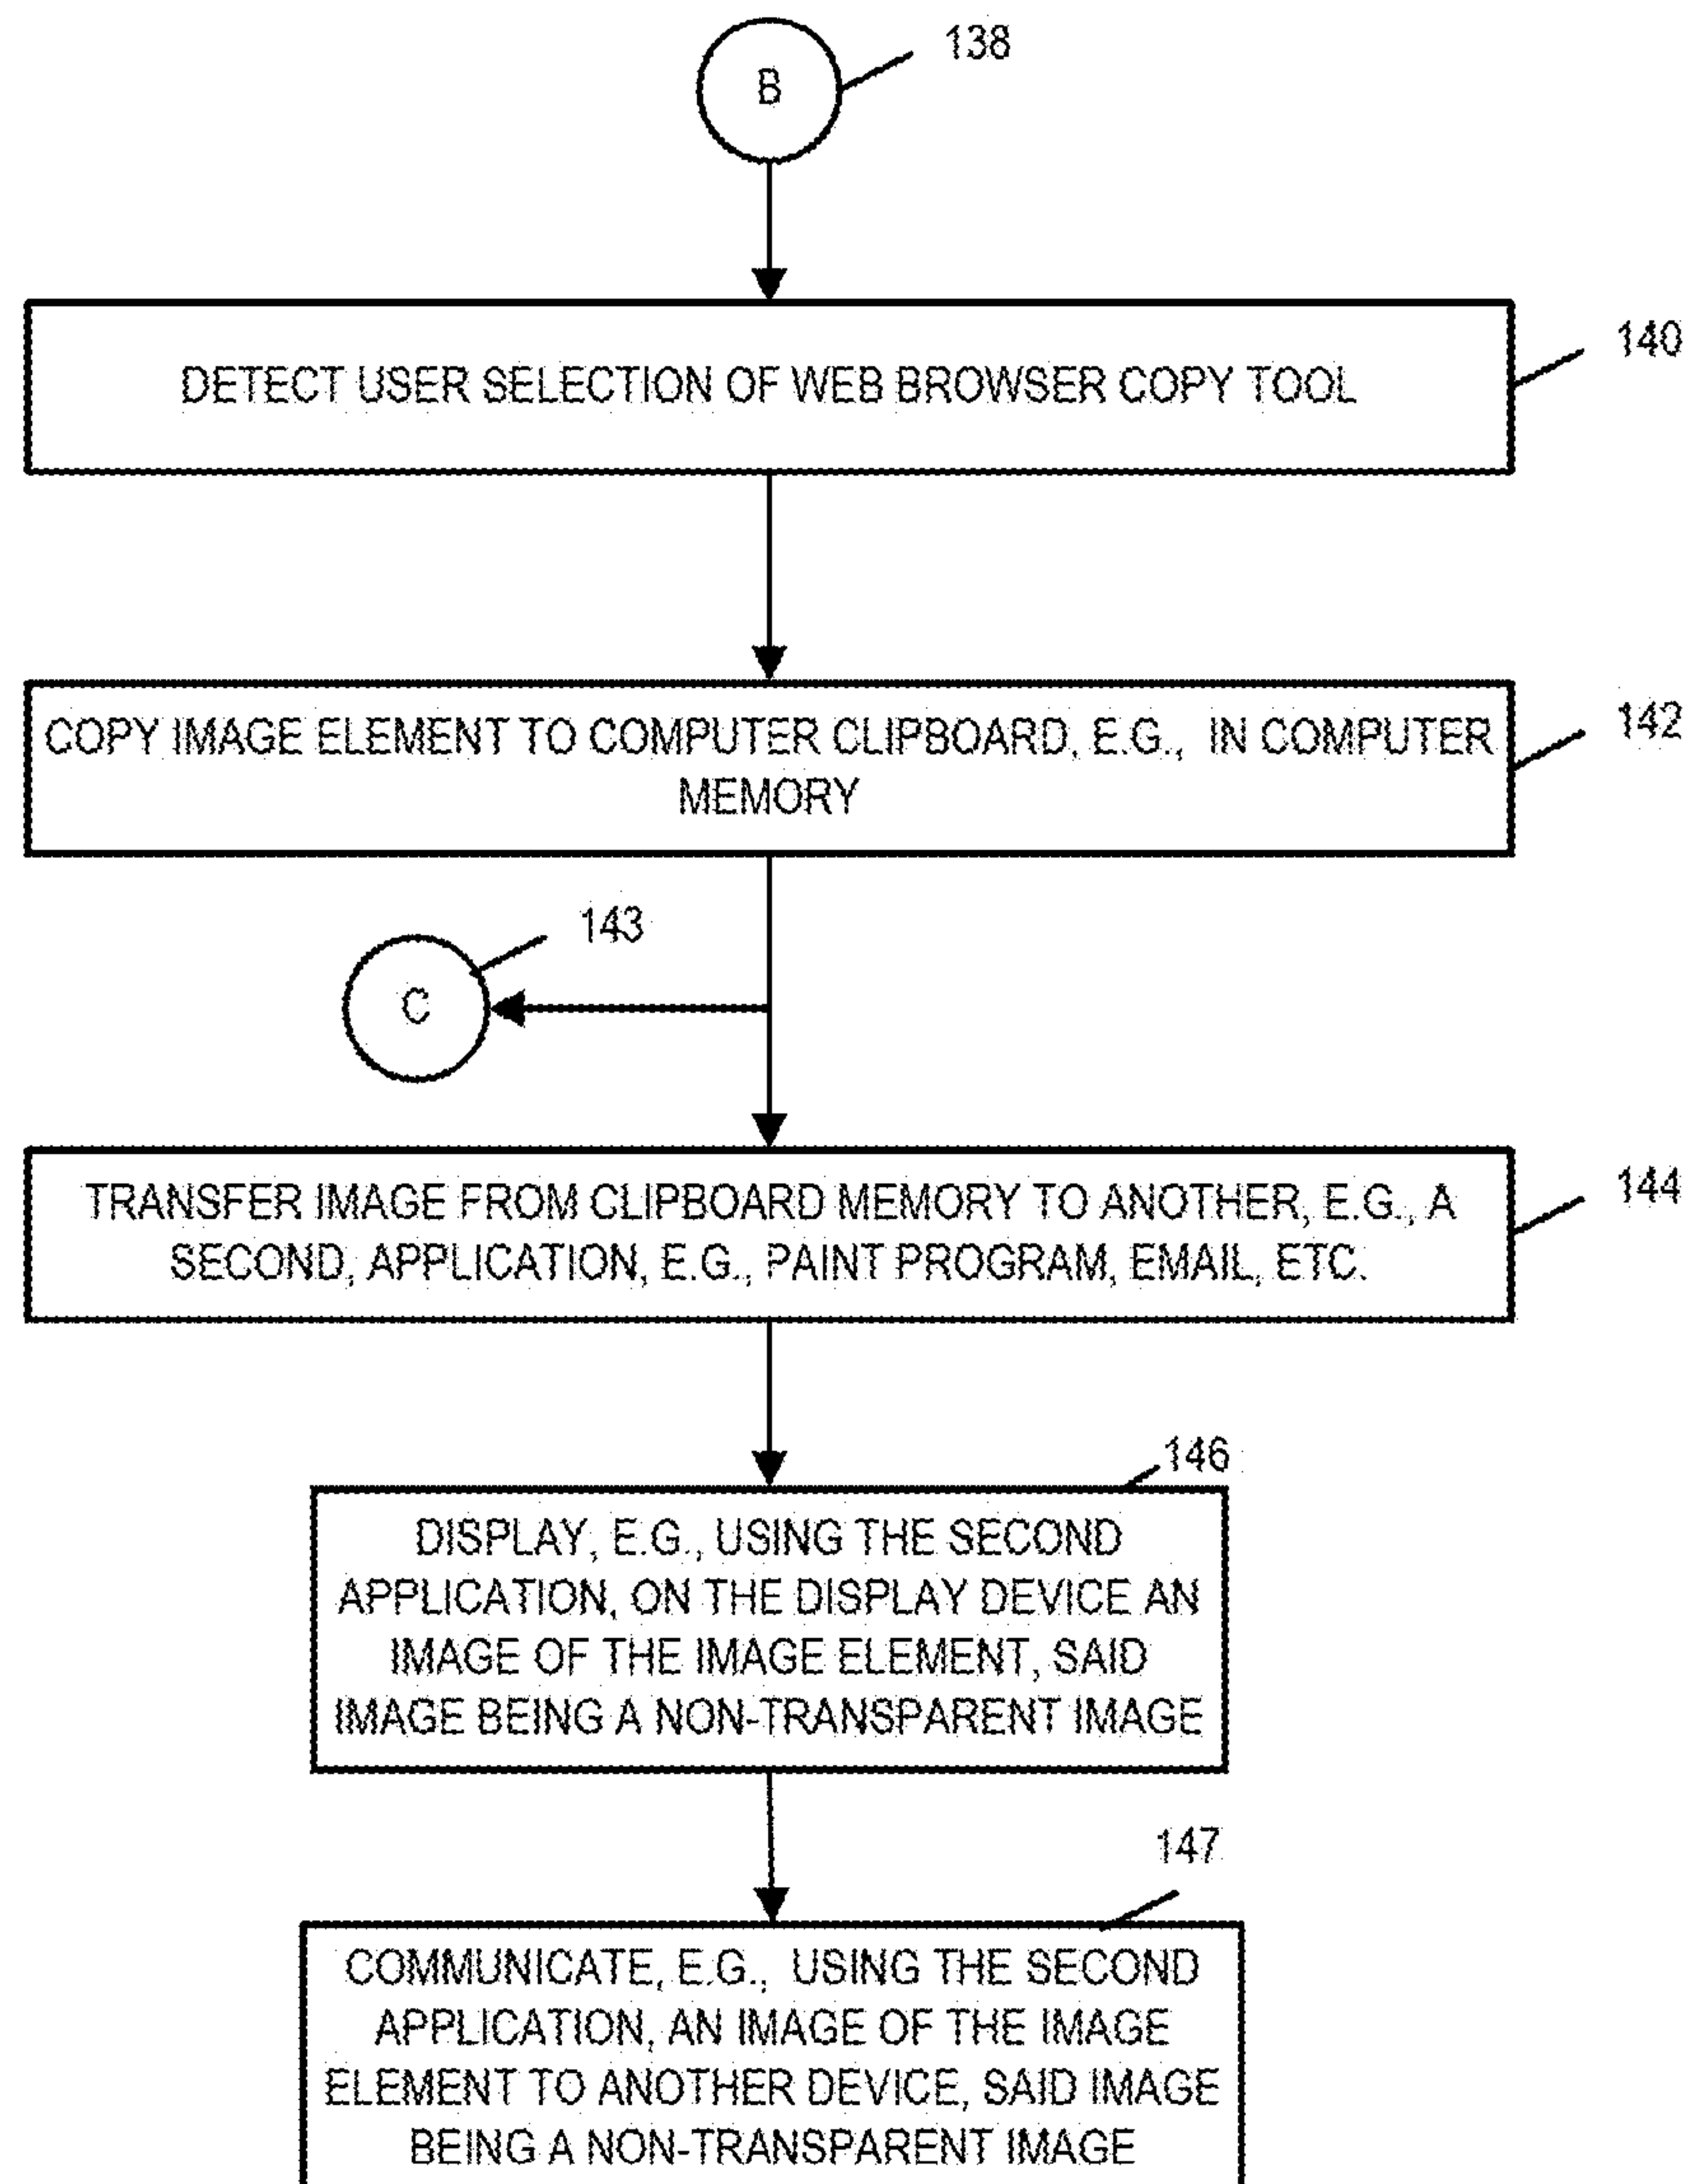 138
B
140
DETECT USER SELECTION OF WEB BROWSER COPY TOOL
142
COPY IMAGE ELEMENT TO COMPUTER CLIPBOARD, E.G., IN COMPUTER
MEMORY
143
C
144
TRANSFER IMAGE FROM CLIPBOARD MEMORY TO ANOTHER, E.G., A
SECOND, APPLICATION, E.G., PAINT PROGRAM, EMAIL, ETC.
146
DISPLAY, E.G., USING THE SECOND
APPLICATION, ON THE DISPLAY DEVICE AN
IMAGE OF THE IMAGE ELEMENT, SAID
IMAGE BEING A NON-TRANSPARENT IMAGE
147
COMMUNICATE, E.G., USING THE SECOND
APPLICATION, AN IMAGE OF THE IMAGE
ELEMENT TO ANOTHER DEVICE, SAID IMAGE
BEING A NON-TRANSPARENT IMAGE